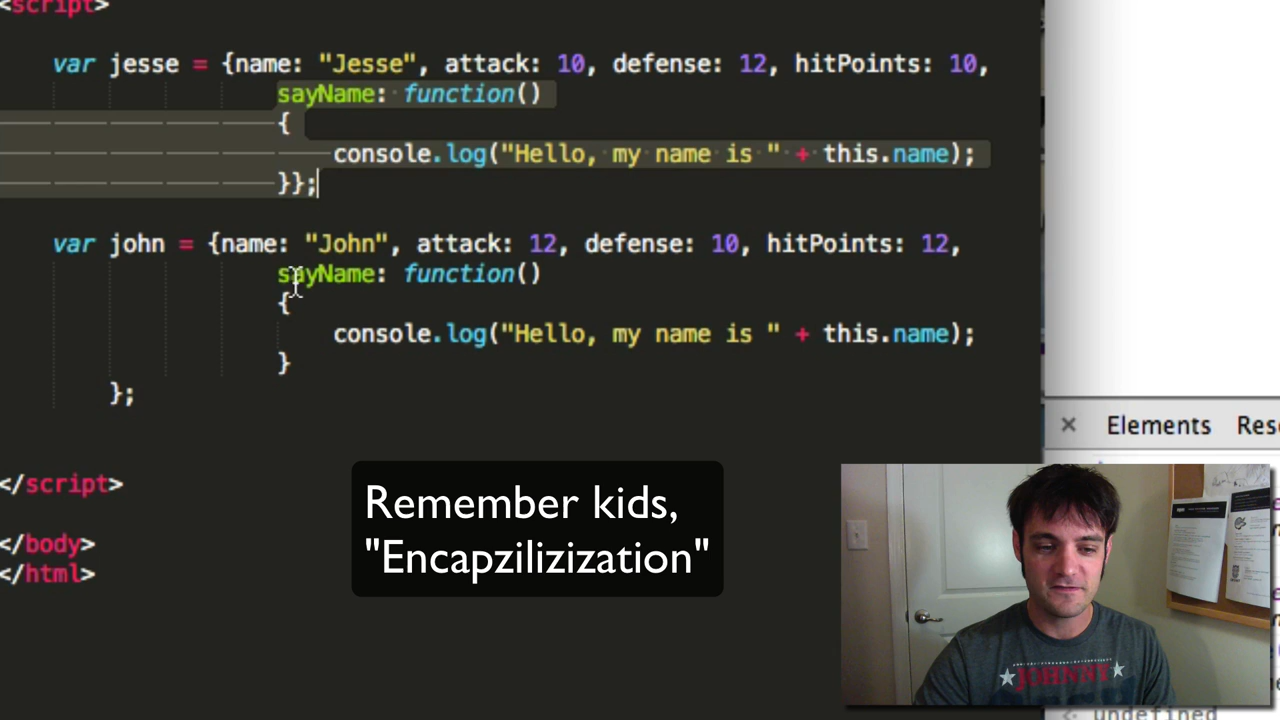 <script>
var jesse = {name: "Jesse", attack: 10, defense: 12, hitPoints: 10,
sayName: function()
{
console.log("Hello, my name is " + this.name);
}};
var john = {name: "John", attack: 12, defense: 10, hitPoints: 12,
sayName: function()
{
console.log("Hello, my name is " + this.name);
}
};
</script>
</body>
</html>
Remember kids,
"Encapzilizization"
× Elements
JOHNNY
undefined